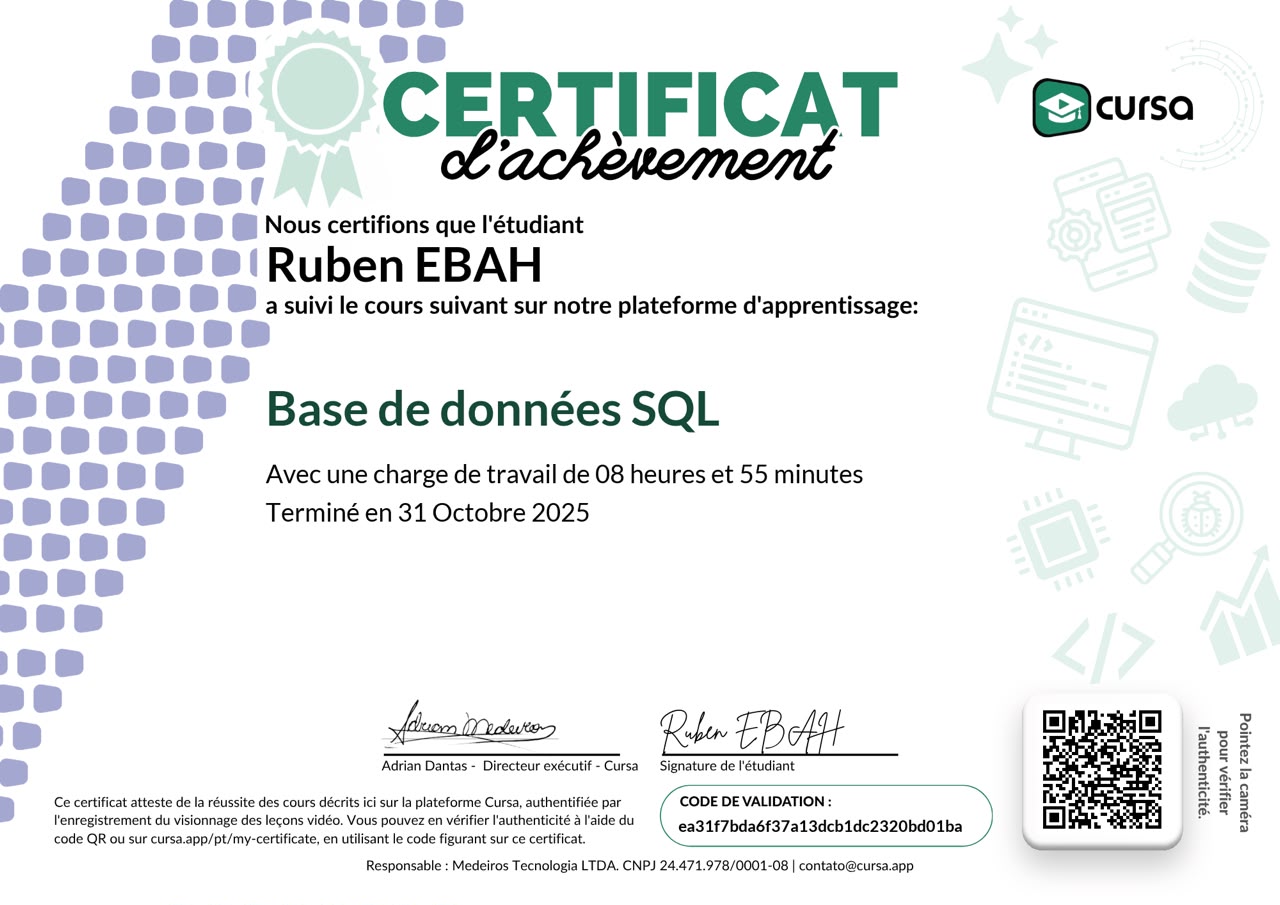 CERTIFICAT
d'achèvement
cursa
Nous certifions que l'étudiant
Ruben EBAH
a suivi le cours suivant sur notre plateforme d'apprentissage:
Base de données SQL
Avec une charge de travail de 08 heures et 55 minutes
Terminé en 31 Octobre 2025
Adrian Medeiros
Adrian Dantas - Directeur exécutif - Cursa
Ruben EBAH
Signature de l'étudiant
Ce certificat atteste de la réussite des cours décrits ici sur la plateforme Cursa, authentifiée par
l'enregistrement du visionnage des leçons vidéo. Vous pouvez en vérifier l'authenticité à l'aide du
code QR ou sur cursa.app/pt/my-certificate, en utilisant le code figurant sur ce certificat.
CODE DE VALIDATION :
ea31f7bda6f37a13dcb1dc2320bd01ba
Pointez la caméra
pour vérifier
l'authenticité.
Responsable : Medeiros Tecnologia LTDA. CNPJ 24.471.978/0001-08 | contato@cursa.app